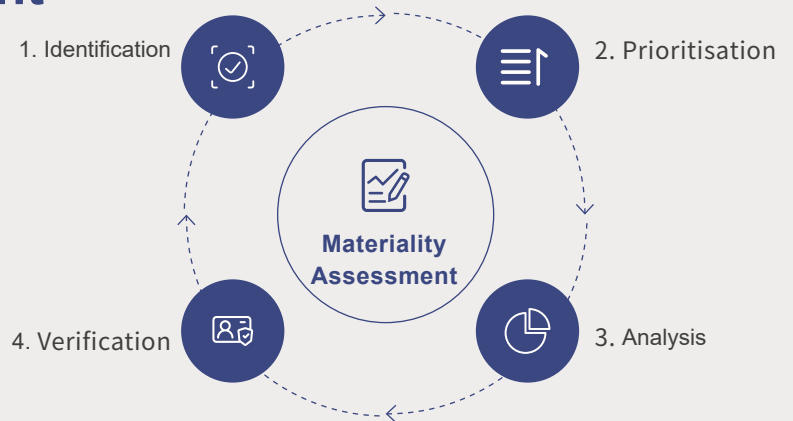 1. Identification
2. Prioritisation
Materiality
Assessment
4. Verification
3. Analysis